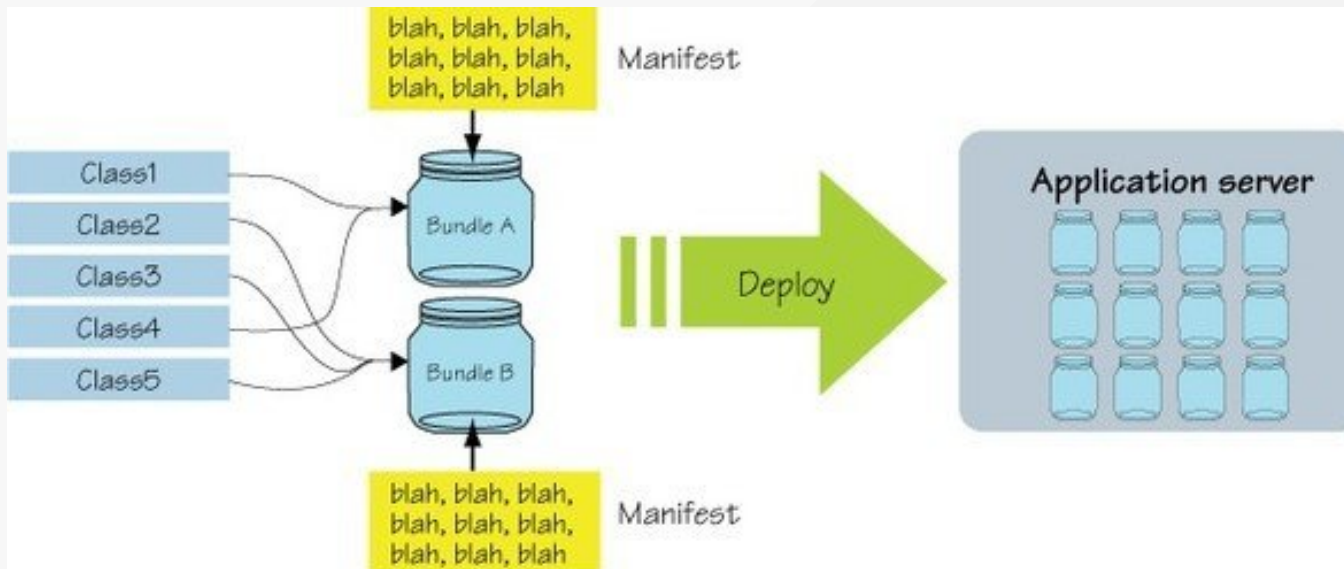 blah, blah, blah,
blah, blah, blah,
blah, blah, blah
Manifest
Class1
Class2
Class3
Class4
Class5
Bundle A
Bundle B
Deploy
Application server
blah, blah, blah,
blah, blah, blah,
blah, blah, blah
Manifest